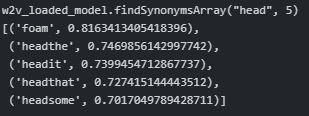 w2v_loaded_model.findSynonymsArray("head", 5)
[('foam', 0.8163413405418396),
('headthe', 0.7469856142997742),
('headit', 0.7399454712867737),
('headthat', 0.727415144443512),
('headsome', 0.7017049789428711)]